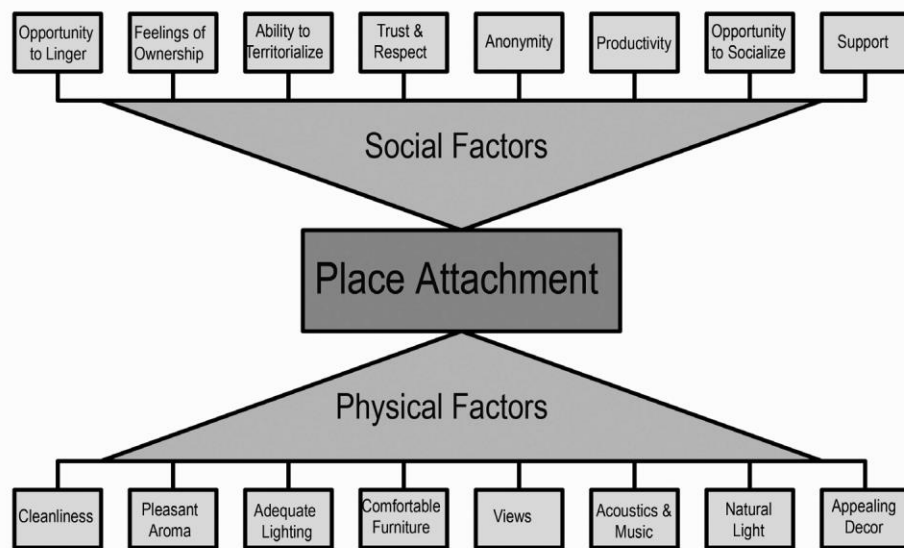 Opportunity
to Linger
Feelings of
Ownership
Ability to
Territorialize
Trust &
Respect
Anonymity
Productivity
Opportunity
to Socialize
Support
Social Factors
Place Attachment
Physical Factors
Cleanliness
Pleasant
Aroma
Adequate
Lighting
Comfortable
Furniture
Views
Acoustics &
Music
Natural
Light
Appealing
Decor